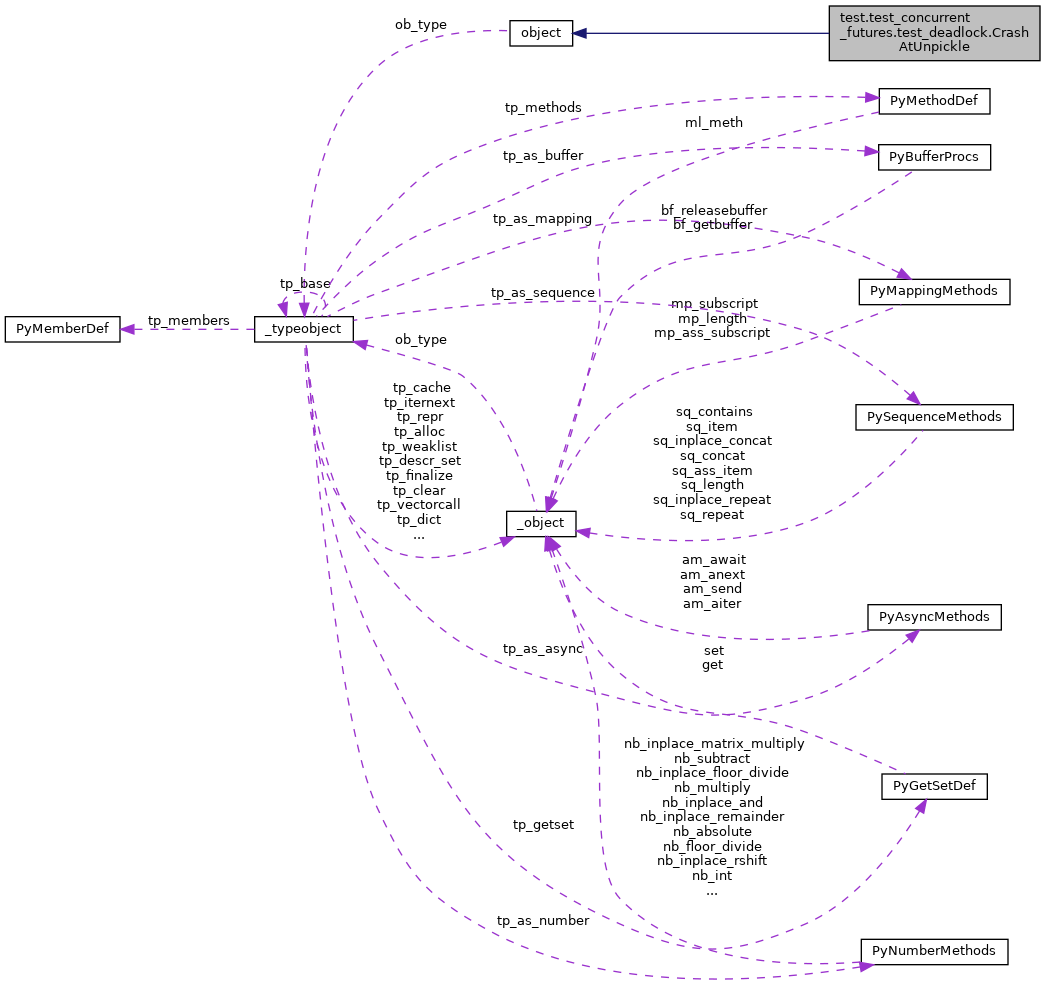 test.test_concurrent
_futures.test_deadlock.Crash
AtUnpickle
object
ob_type
PyMethodDef
tp_methods
ml_meth
PyBufferProcs
tp_as_buffer
bf_releasebuffer
bf_getbuffer
tp_as_mapping
PyMappingMethods
tp_base
tp_as_sequence
mp_subscript
mp_length
mp_ass_subscript
PyMemberDef
tp_members
_typeobject
ob_type
tp_cache
tp_iternext
tp_repr
tp_alloc
tp_weaklist
tp_descr_set
tp_finalize
tp_clear
tp_vectorcall
tp_dict
...
PySequenceMethods
sq_contains
sq_item
sq_inplace_concat
sq_concat
sq_ass_item
sq_length
sq_inplace_repeat
sq_repeat
_object
am_await
am_anext
am_send
am_aiter
PyAsyncMethods
tp_as_async
set
get
nb_inplace_matrix_multiply
nb_subtract
nb_inplace_floor_divide
nb_multiply
nb_inplace_and
nb_inplace_remainder
nb_absolute
nb_floor_divide
nb_inplace_rshift
nb_int
...
PyGetSetDef
tp_getset
tp_as_number
PyNumberMethods